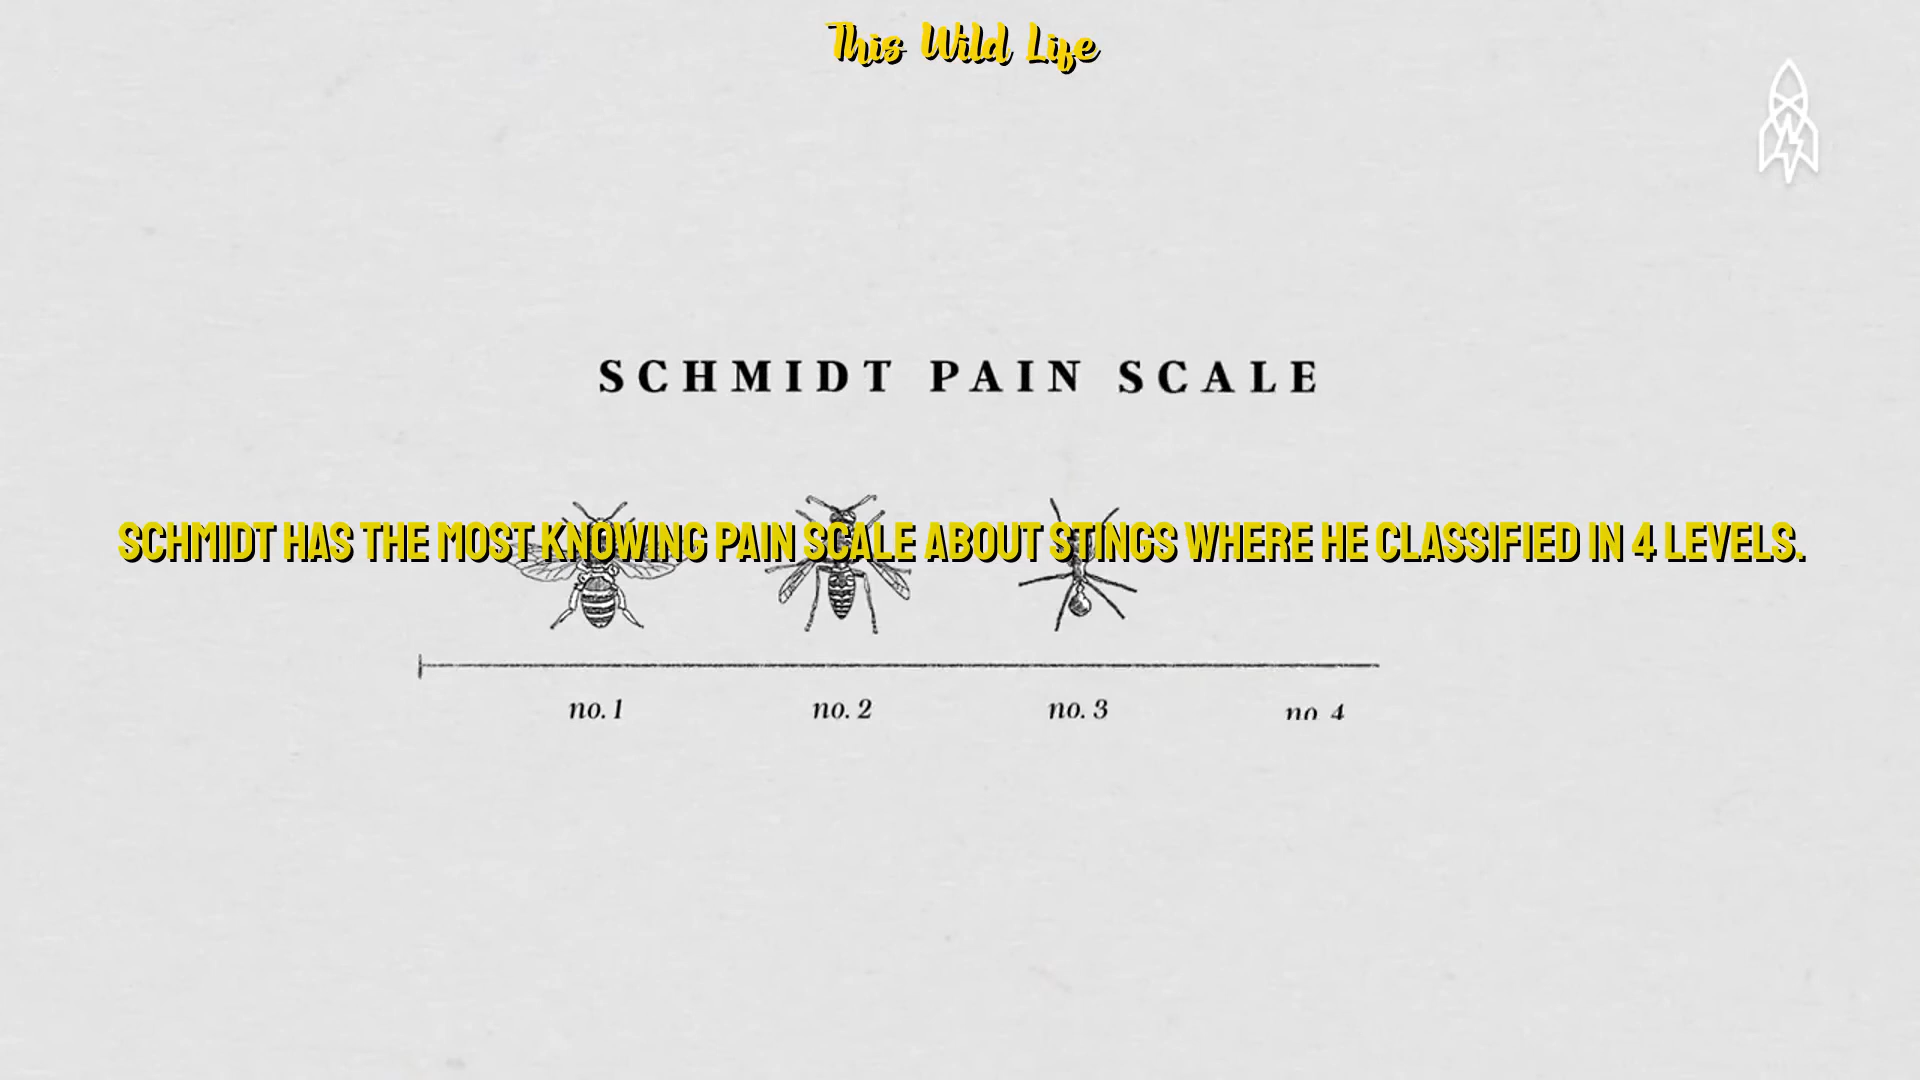 This Wild Life
SCHMIDT PAIN SCALE
SCHMIDT HAS THE MOST KNOWING PAIN SCALE ABOUT STINGS WHERE HE CLASSIFIED IN 4 LEVELS.
no. 1 no. 2 no. 3 no 4